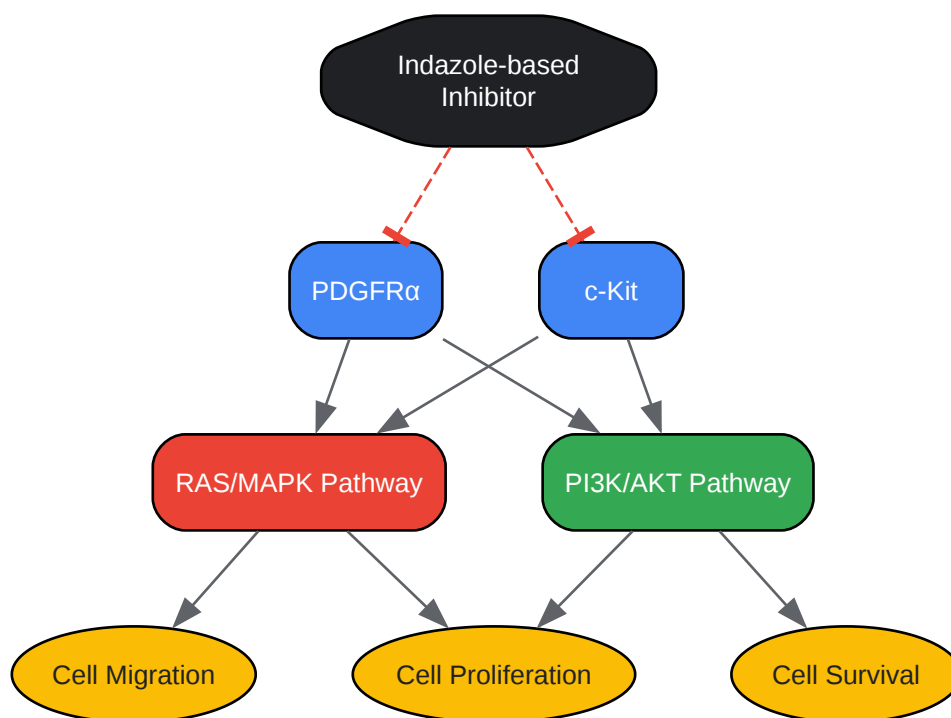 Indazole-based
Inhibitor
PDGFRα
c-Kit
RAS/MAPK Pathway
PI3K/AKT Pathway
Cell Migration
Cell Proliferation
Cell Survival